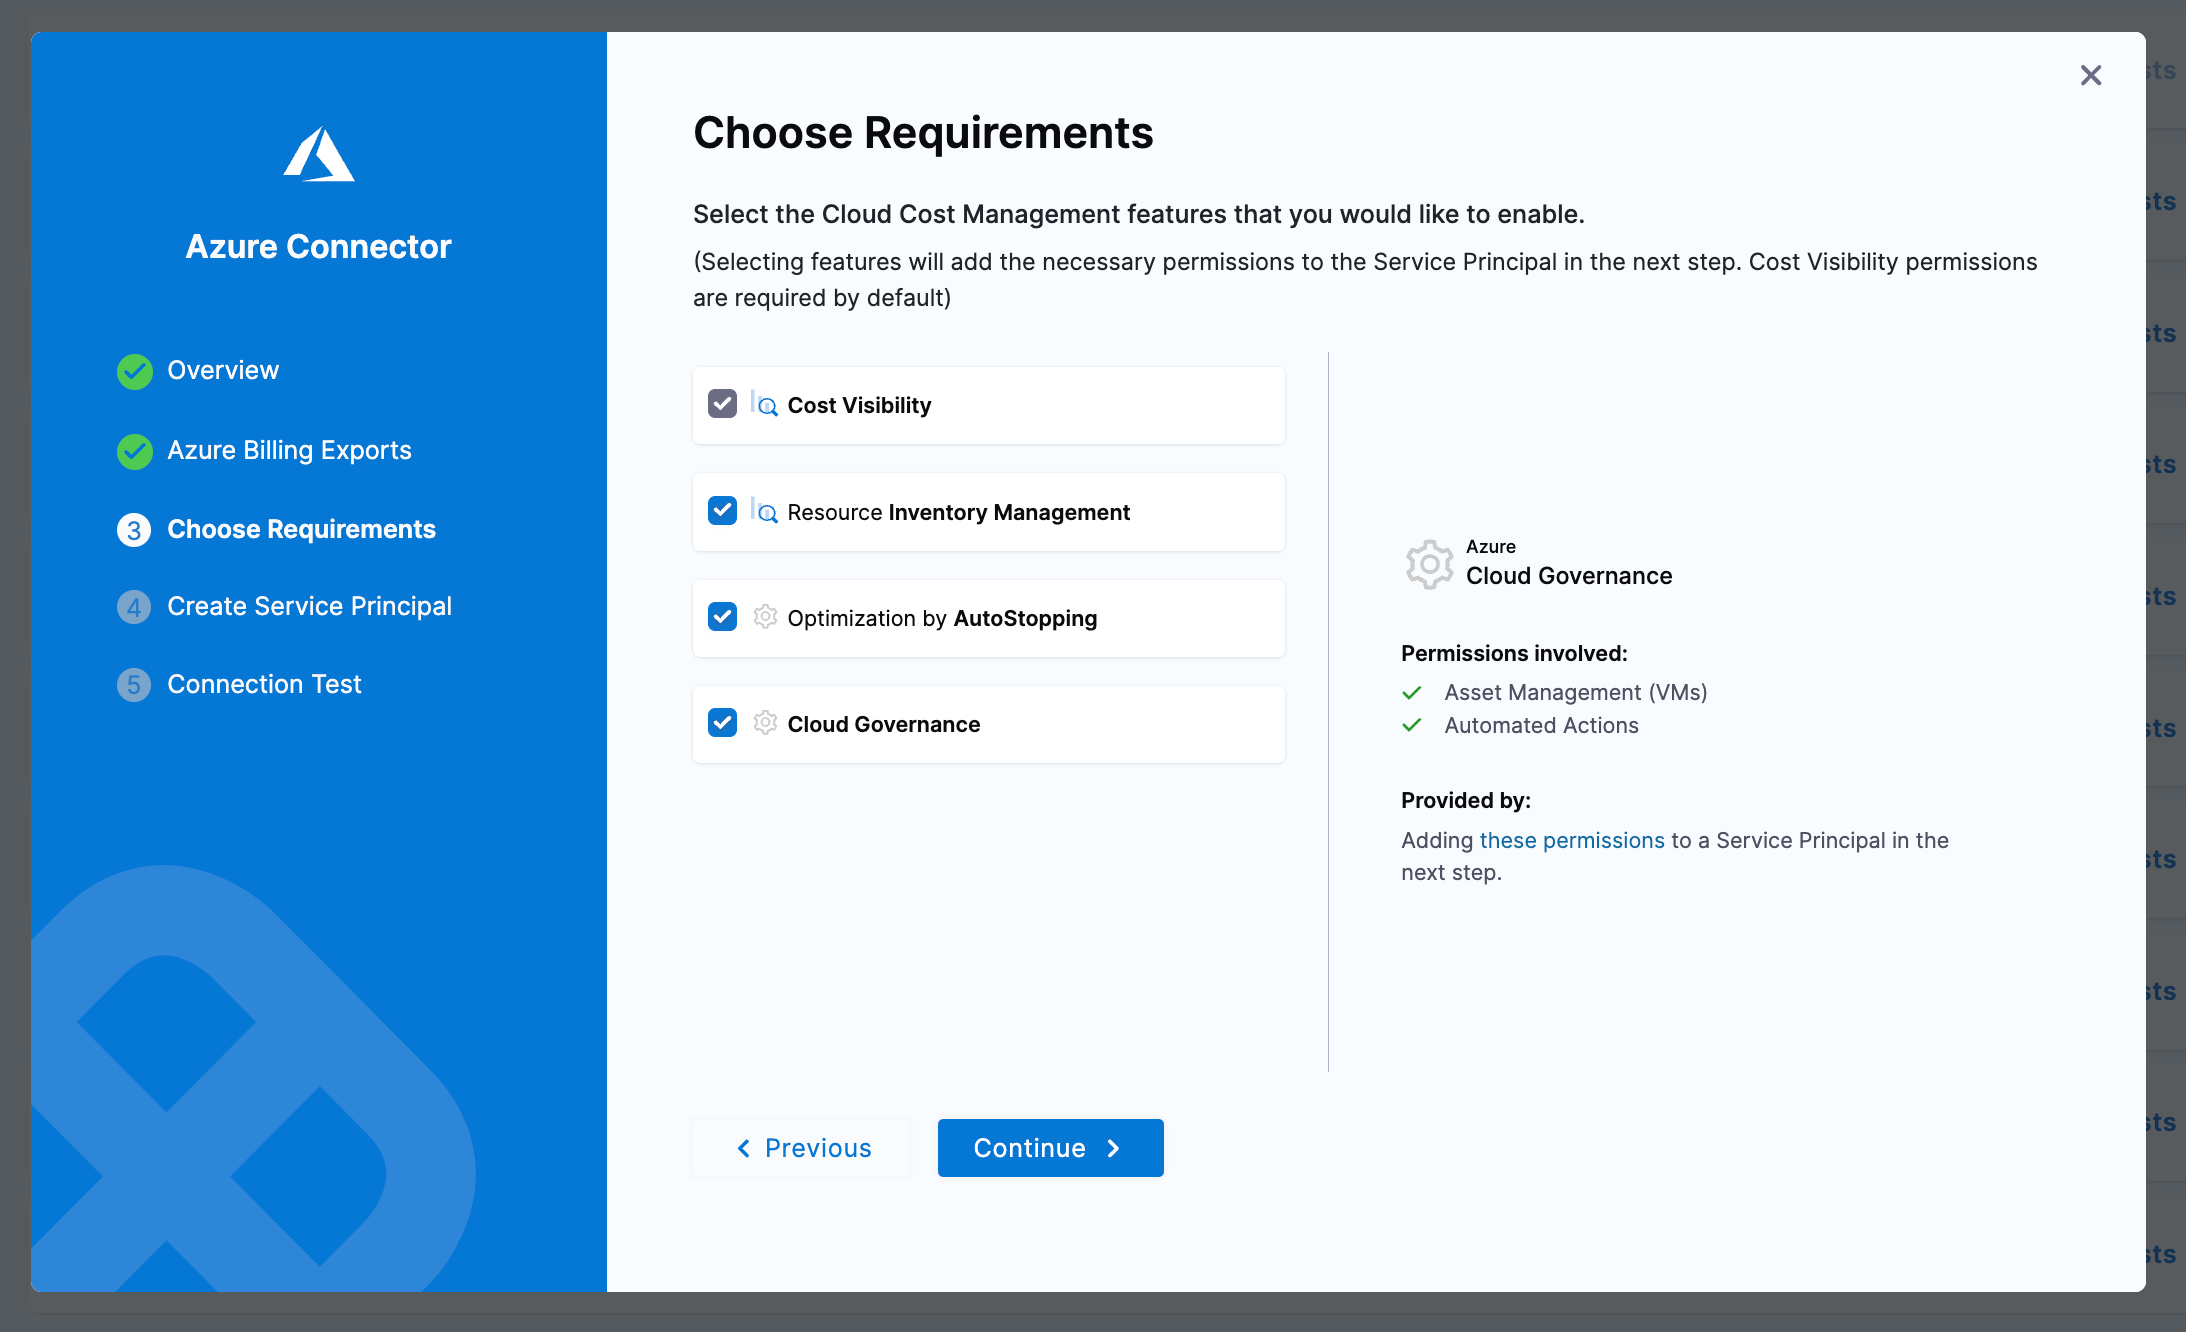 Azure Connector
Overview
Azure Billing Exports
3 Choose Requirements
4 Create Service Principal
5 Connection Test
Choose Requirements
Select the Cloud Cost Management features that you would like to enable.
(Selecting features will add the necessary permissions to the Service Principal in the next step. Cost Visibility permissions
are required by default)
Cost Visibility
Resource Inventory Management
Optimization by AutoStopping
Cloud Governance
Azure
Cloud Governance
Permissions involved:
Asset Management (VMs)
Automated Actions
Provided by:
Adding these permissions to a Service Principal in the
next step.
Previous
Continue